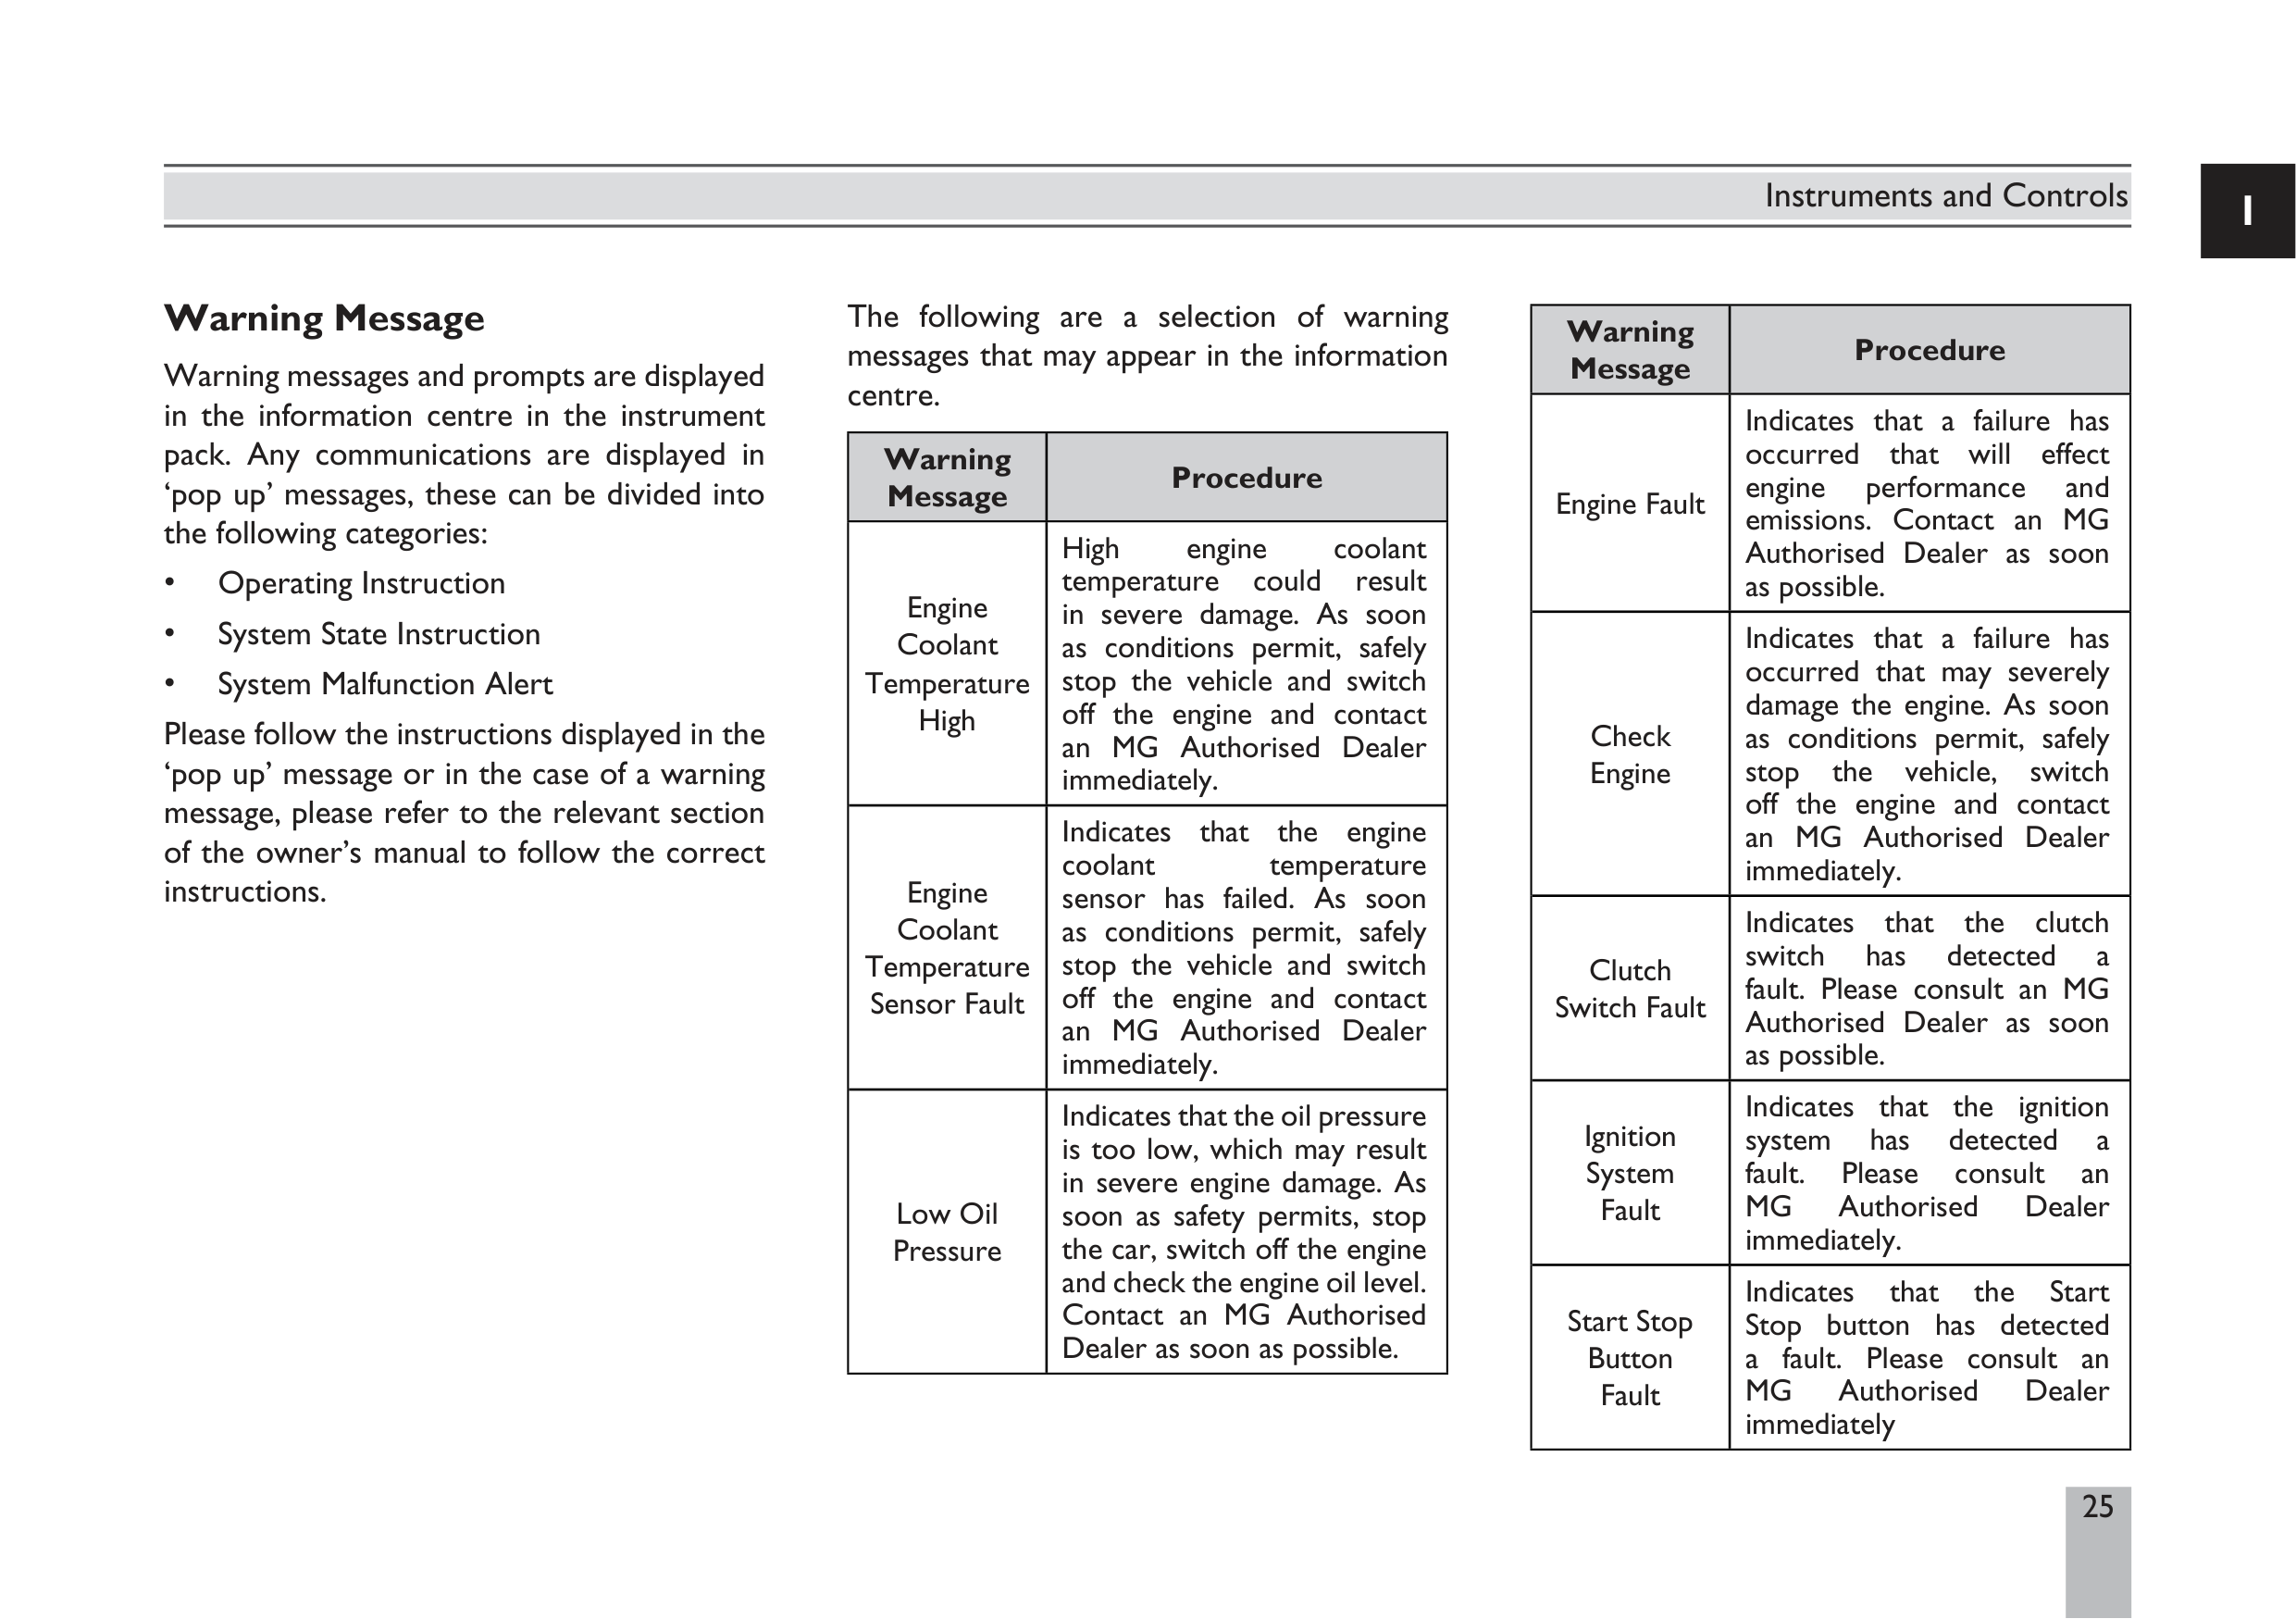 Instruments and Controls
1
Warning Message
Warning messages and prompts are displayed
in the information centre in the instrument
pack. Any communications are displayed in
‘pop up’ messages, these can be divided into
the following categories:
• Operating Instruction
• System State Instruction
• System Malfunction Alert
Please follow the instructions displayed in the
‘pop up’ message or in the case of a warning
message, please refer to the relevant section
of the owner’s manual to follow the correct
instructions.
The following are a selection of warning
messages that may appear in the information
centre.
Warning
Message
Procedure
Engine
Coolant
Temperature
High
High engine coolant
temperature could result
in severe damage. As soon
as conditions permit, safely
stop the vehicle and switch
off the engine and contact
an MG Authorised Dealer
immediately.
Engine
Coolant
Temperature
Sensor Fault
Indicates that the engine
coolant temperature
sensor has failed. As soon
as conditions permit, safely
stop the vehicle and switch
off the engine and contact
an MG Authorised Dealer
immediately.
Low Oil
Pressure
Indicates that the oil pressure
is too low, which may result
in severe engine damage. As
soon as safety permits, stop
the car, switch off the engine
and check the engine oil level.
Contact an MG Authorised
Dealer as soon as possible.
Warning
Message
Procedure
Engine Fault
Indicates that a failure has
occurred that will effect
engine performance and
emissions. Contact an MG
Authorised Dealer as soon
as possible.
Check
Engine
Indicates that a failure has
occurred that may severely
damage the engine. As soon
as conditions permit, safely
stop the vehicle, switch
off the engine and contact
an MG Authorised Dealer
immediately.
Clutch
Switch Fault
Indicates that the clutch
switch has detected a
fault. Please consult an MG
Authorised Dealer as soon
as possible.
Ignition
System
Fault
Indicates that the ignition
system has detected a
fault. Please consult an
MG Authorised Dealer
immediately.
Start Stop
Button
Fault
Indicates that the Start
Stop button has detected
a fault. Please consult an
MG Authorised Dealer
immediately
25